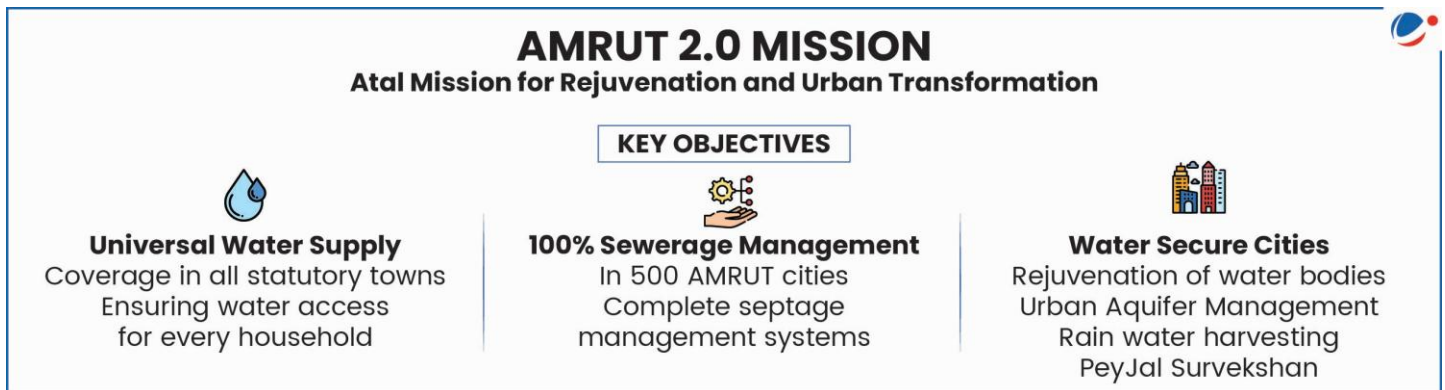 AMRUT 2.0 MISSION
Atal Mission for Rejuvenation and Urban Transformation
KEY OBJECTIVES
Universal Water Supply
Coverage in all statutory towns
Ensuring water access
for every household
100% Sewerage Management
In 500 AMRUT cities
Complete septage
management systems
Water Secure Cities
Rejuvenation of water bodies
Urban Aquifer Management
Rain water harvesting
PeyJal Survekshan